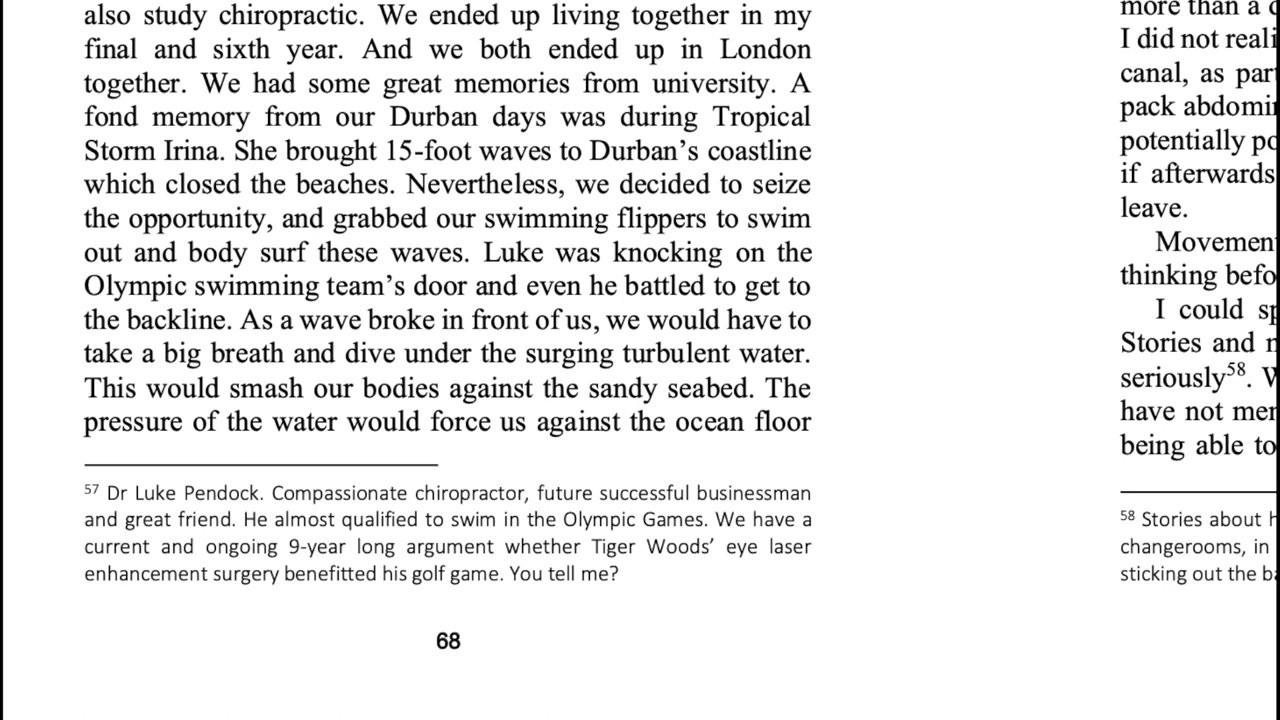 also study chiropractic. We ended up living together in my
final and sixth year. And we both ended up in London
together. We had some great memories from university. A
fond memory from our Durban days was during Tropical
Storm Irina. She brought 15-foot waves to Durban’s coastline
which closed the beaches. Nevertheless, we decided to seize
the opportunity, and grabbed our swimming flippers to swim
out and body surf these waves. Luke was knocking on the
Olympic swimming team’s door and even he battled to get to
the backline. As a wave broke in front of us, we would have to
take a big breath and dive under the surging turbulent water.
This would smash our bodies against the sandy seabed. The
pressure of the water would force us against the ocean floor
57 Dr Luke Pendock. Compassionate chiropractor, future successful businessman
and great friend. He almost qualified to swim in the Olympic Games. We have a
current and ongoing 9-year long argument whether Tiger Woods’ eye laser
enhancement surgery benefitted his golf game. You tell me?
68
more than a
I did not
canal, as
pack
potentially
if afterwards
leave.
thinking
I could
Stories and
seriously58.
have not
being able to
58 Stories about
changerooms, in
sticking out the